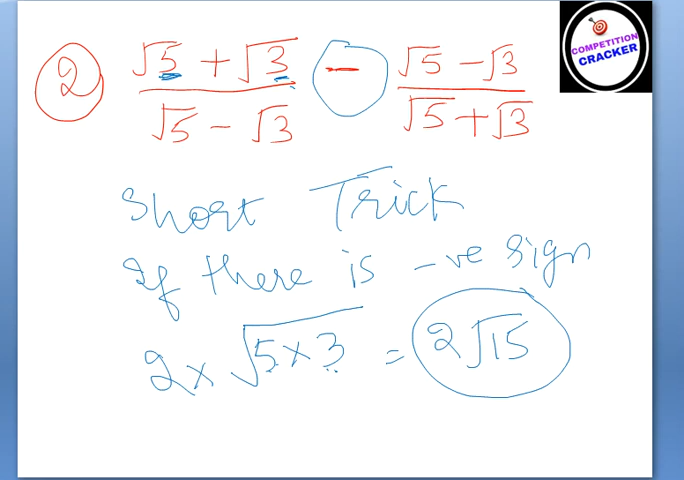 COMPETITION
CRACKER
2
√5 + √3 / √5 - √3 - √5 - √3 / √5 + √3
Short Trick
If there is -ve sign
2 × √5 × 3 = 2√15